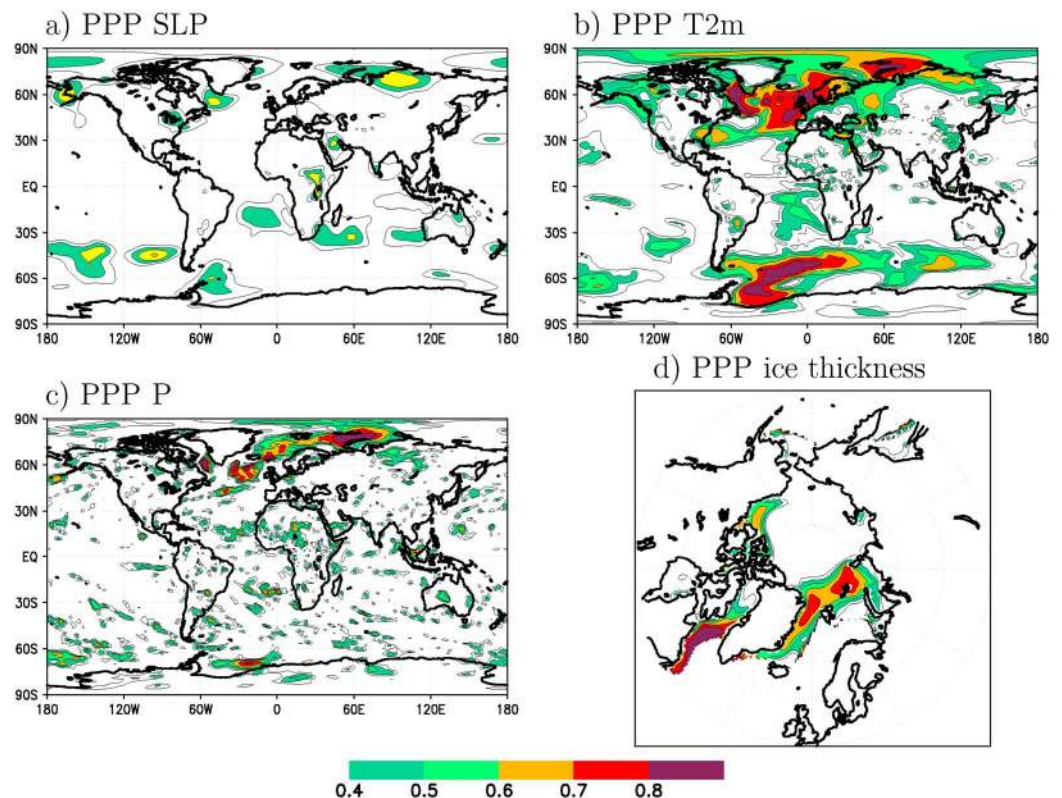 a) PPP SLP
90N
60N
30N
EQ
30S
60S
90S
180 120W 60W 0 60E 120E 180
b) PPP T2m
90N
60N
30N
EQ
30S
60S
90S
180 120W 60W 0 60E 120E 180
c) PPP P
90N
60N
30N
EQ
30S
60S
90S
180 120W 60W 0 60E 120E 180
d) PPP ice thickness
0.4 0.5 0.6 0.7 0.8